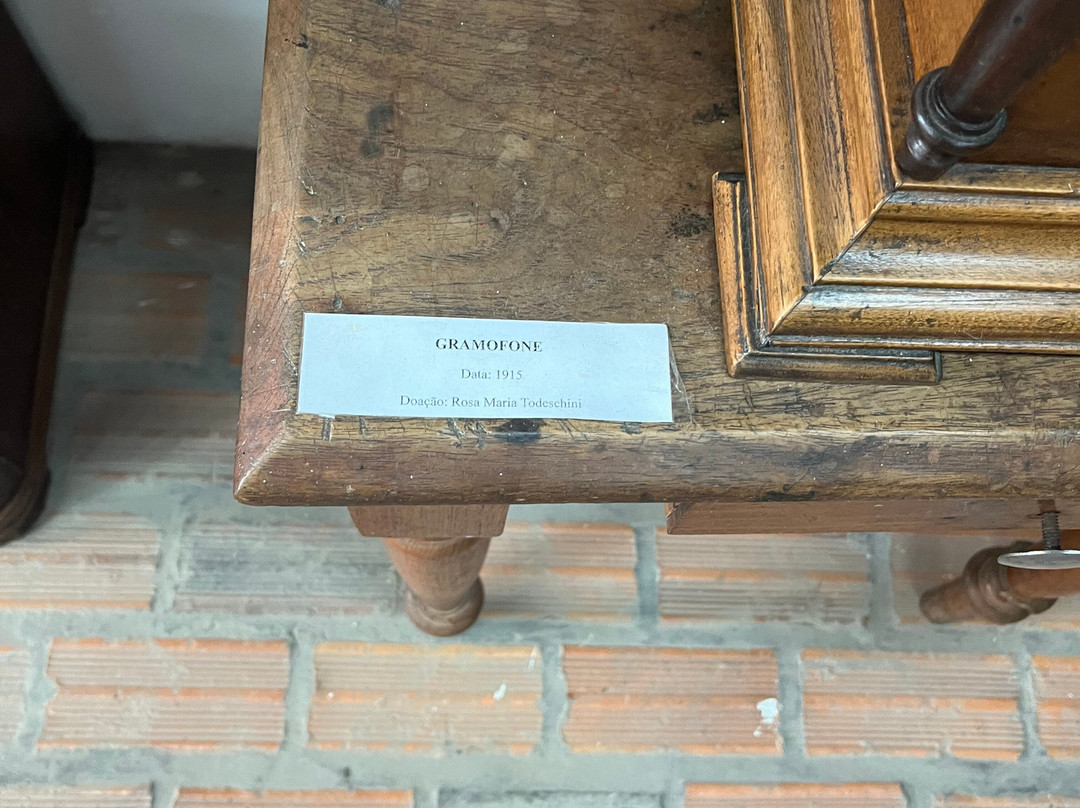 GRAMOFONE
Data: 1915
Doação: Rosa Maria Todeschini